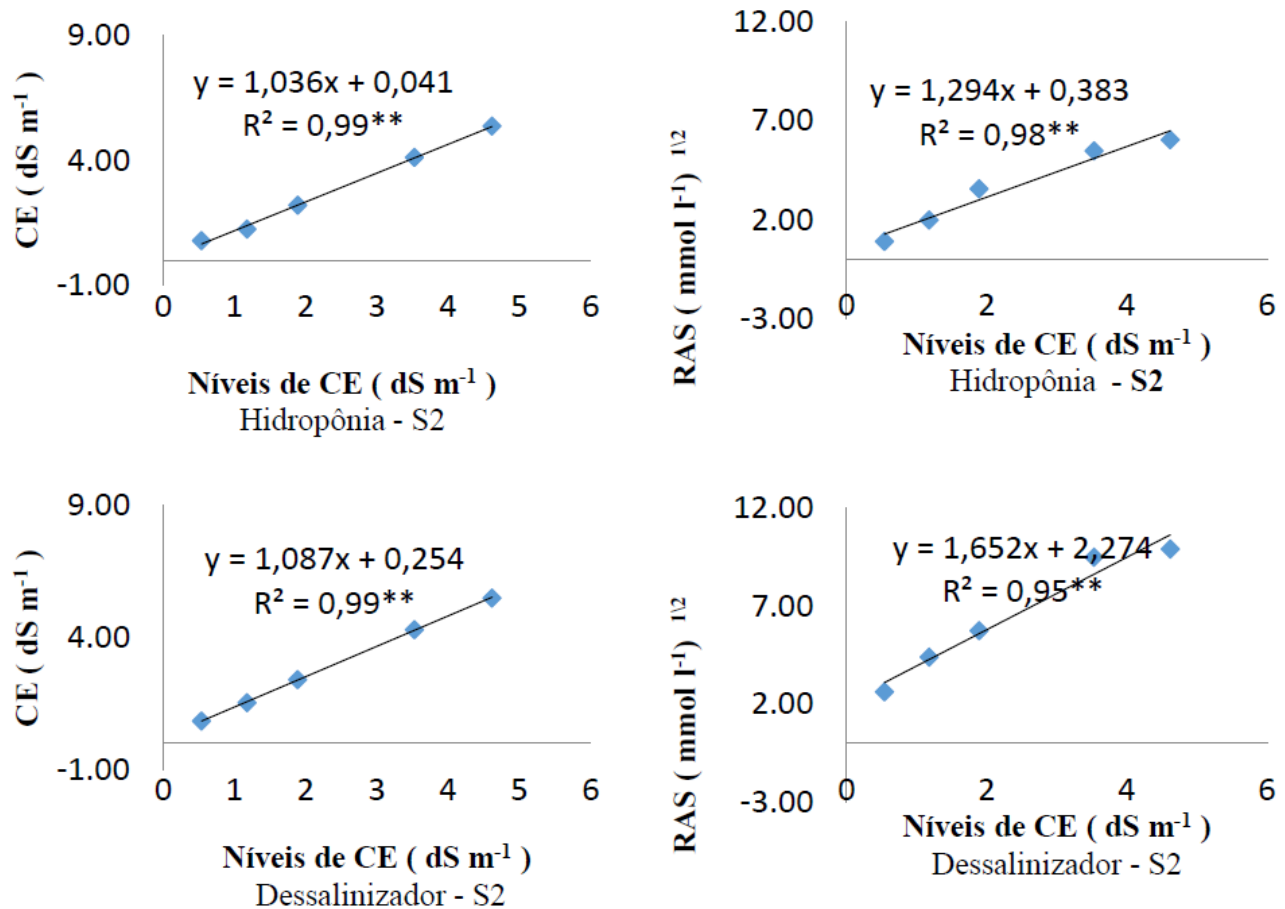 9.00
4.00
-1.00
CE ( dS m-1 )
y = 1,036x + 0,041
R² = 0,99**
0 1 2 3 4 5 6
Níveis de CE ( dS m-1 )
Hidropônia - S2
12.00
7.00
2.00
-3.00
RAS ( mmol l-1) 1\2
y = 1,294x + 0,383
R² = 0,98**
0 2 4 6
Níveis de CE ( dS m-1 )
Hidropônia - S2
9.00
4.00
-1.00
CE ( dS m-1 )
y = 1,087x + 0,254
R² = 0,99**
0 1 2 3 4 5 6
Níveis de CE ( dS m-1 )
Dessalinizador - S2
12.00
7.00
2.00
-3.00
RAS ( mmol l-1) 1\2
y = 1,652x + 2,274
R² = 0,95**
0 2 4 6
Níveis de CE ( dS m-1 )
Dessalinizador - S2